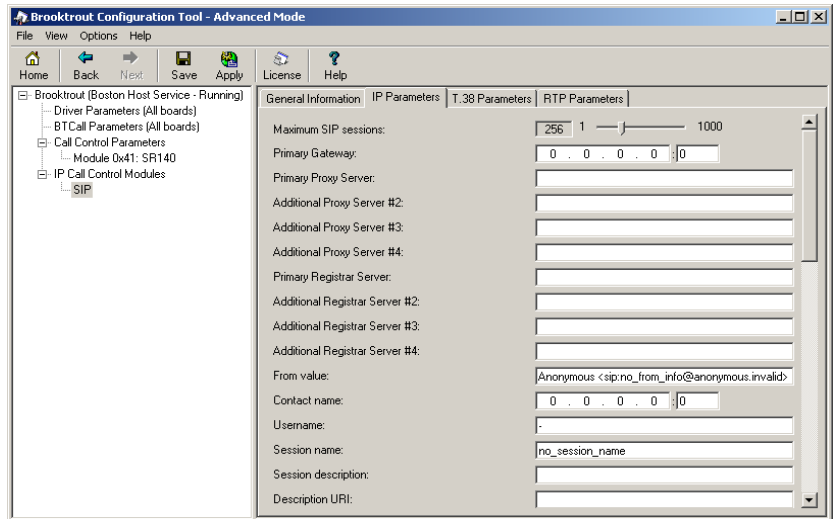 Brooktrout Configuration Tool - Advanced Mode
File View Options Help
Home Back Next Save Apply License Help
Brooktrout (Boston Host Service - Running)
Driver Parameters (All boards)
BTCall Parameters (All boards)
Call Control Parameters
Module 0x41: SR140
IP Call Control Modules
SIP
General Information IP Parameters T.38 Parameters RTP Parameters
Maximum SIP sessions: 256 1 1000
Primary Gateway: 0 . 0 . 0 . 0 : 0
Primary Proxy Server:
Additional Proxy Server #2:
Additional Proxy Server #3:
Additional Proxy Server #4:
Primary Registrar Server:
Additional Registrar Server #2:
Additional Registrar Server #3:
Additional Registrar Server #4:
From value: Anonymous <sip:no_from_info@anonymous.invalid>
Contact name: 0 . 0 . 0 . 0 : 0
Username: -
Session name: no_session_name
Session description:
Description URI: